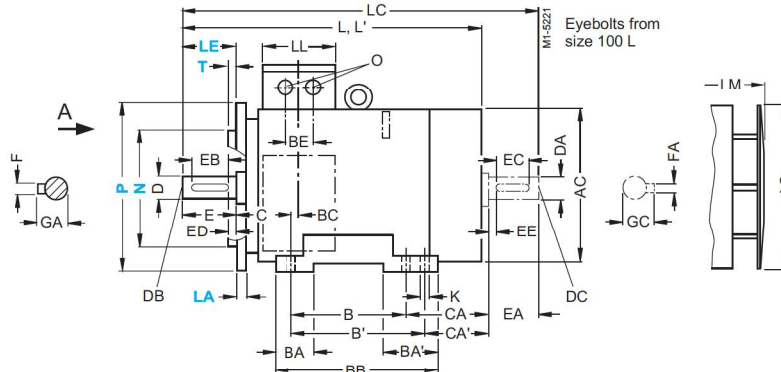 LC
L, L'
M1-5221
Eyebolts from
size 100 L
LE
LL
T
O
I M
A
F
GA
P
N
D
EB
BE
E
C
BC
ED
AC
EC
DA
EE
FA
GC
DB
LA
DC
K
B
CA
EA
B'
CA'
BA
BA'
BB